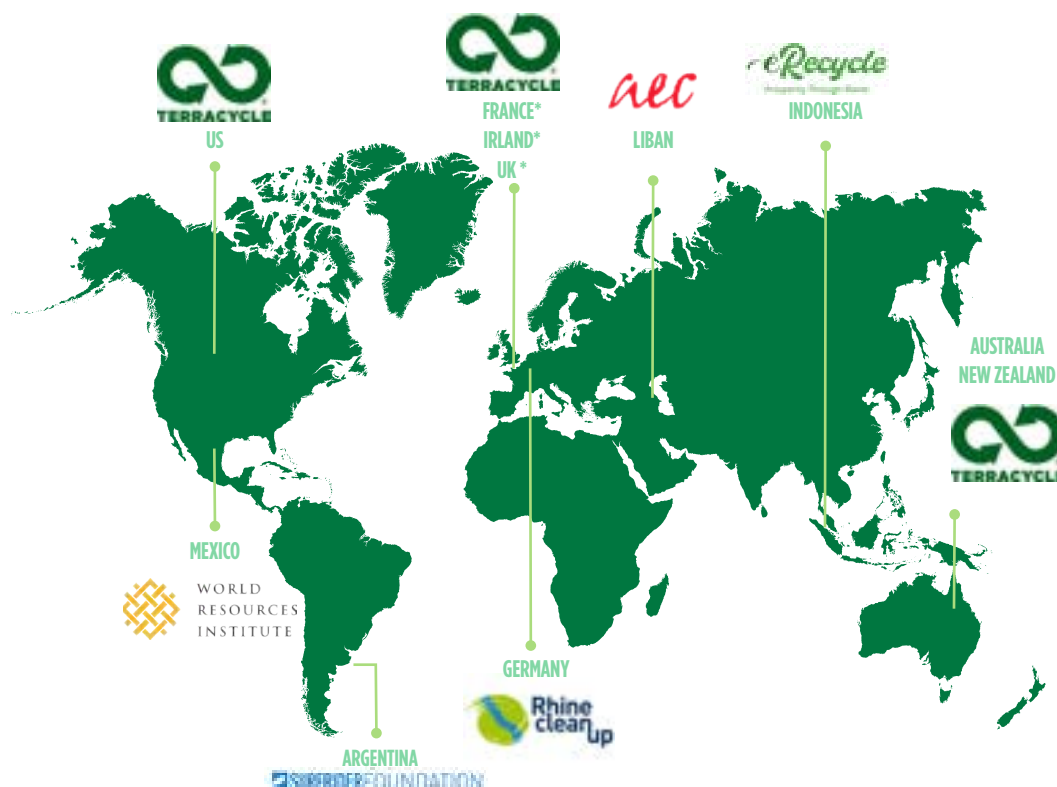 TERRACYCLE
US
TERRACYCLE
FRANCE*
IRLAND*
UK *
aec
LIBAN
eRecycle
INDONESIA
AUSTRALIA
NEW ZEALAND
TERRACYCLE
MEXICO
WORLD
RESOURCES
INSTITUTE
GERMANY
Rhine
clean
up
ARGENTINA
FOUNDATION